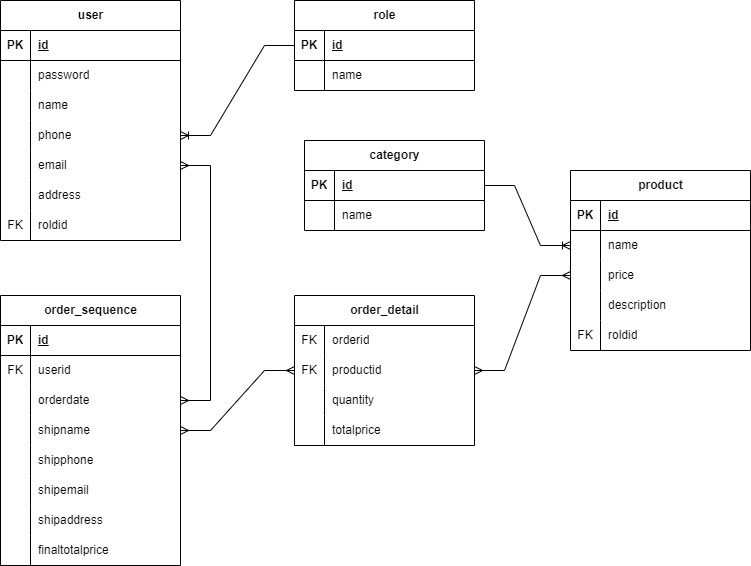 user
PK id
password
name
phone
email
address
FK roldid
role
PK id
name
category
PK id
name
product
PK id
name
price
description
FK roldid
order_sequence
PK id
FK userid
orderdate
shipname
shipphone
shipemail
shipaddress
finaltotalprice
order_detail
FK orderid
FK productid
quantity
totalprice